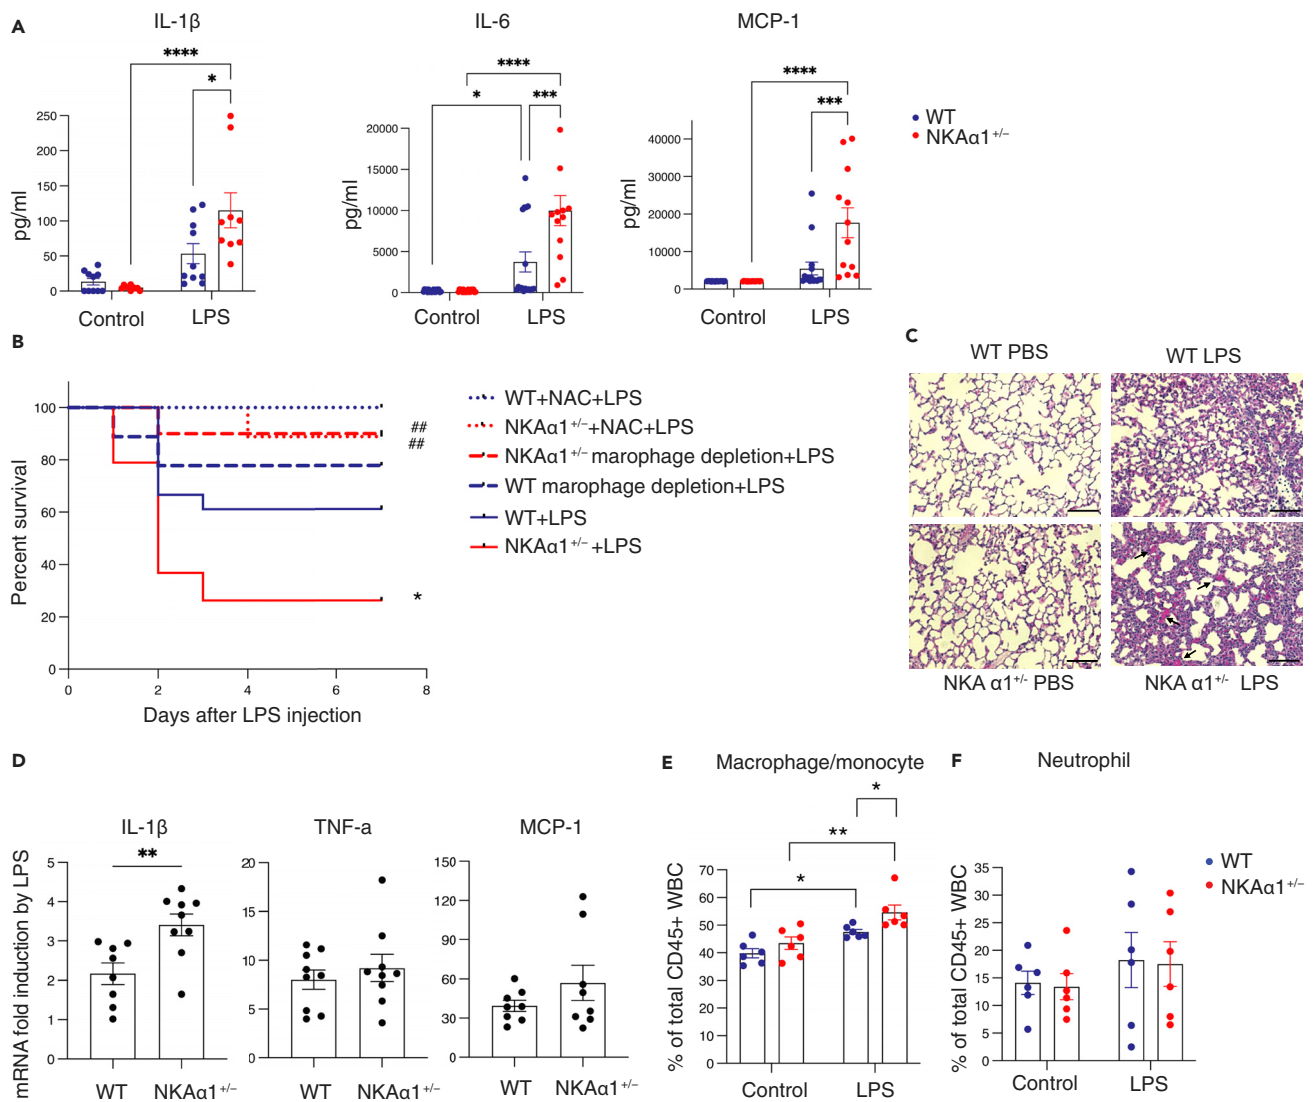 A
IL-1β
IL-6
MCP-1
****
*
****
*
***
****
***
WT
NKAα1+/–
pg/ml
250
200
150
100
50
0
Control
LPS
pg/ml
20000
15000
10000
5000
0
Control
LPS
pg/ml
40000
30000
20000
10000
0
Control
LPS
B
Percent survival
100
80
60
40
20
0
0
2
4
6
8
Days after LPS injection
##
##
*
WT+NAC+LPS
NKAα1+/–+NAC+LPS
NKAα1+/– marophage depletion+LPS
WT marophage depletion+LPS
WT+LPS
NKAα1+/– +LPS
C
WT PBS
WT LPS
NKA α1+/- PBS
NKA α1+/- LPS
D
mRNA fold induction by LPS
IL-1β
**
5
4
3
2
1
0
WT
NKAα1+/–
TNF-a
20
15
10
5
0
WT
NKAα1+/–
MCP-1
150
120
90
60
30
0
WT
NKAα1+/–
E
Macrophage/monocyte
*
**
*
% of total CD45+ WBC
70
60
50
40
30
20
10
0
Control
LPS
F
Neutrophil
% of total CD45+ WBC
35
30
25
20
15
10
5
0
Control
LPS
WT
NKAα1+/–